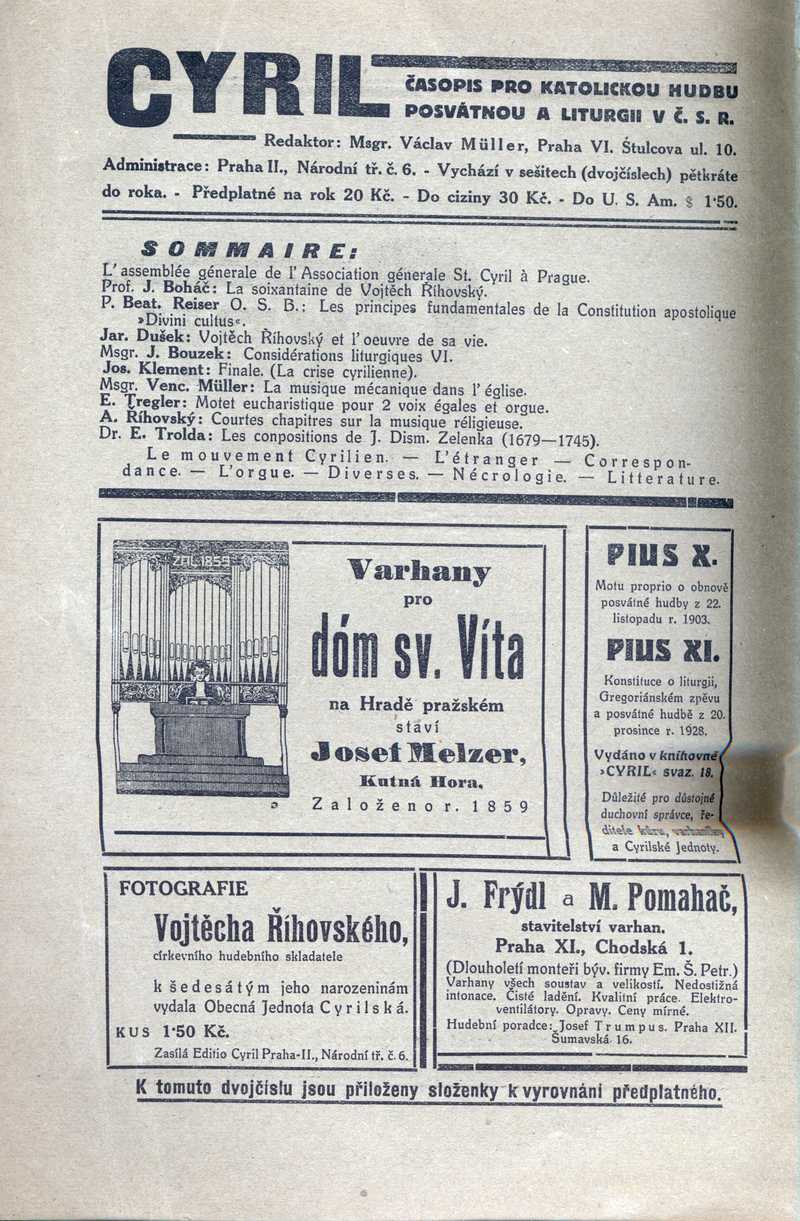 CYRIL
ČASOPIS PRO KATOLICKOU HUDBU
POSVÁTNOU A LITURGII V Č. S. R.
Redaktor: Msgr. Václav Müller, Praha VI. Štulcova ul. 10.
Administrace: Praha II., Národní tř. č. 6. - Vychází v sešitech (dvojčíslech) pětkráte
do roka. - Předplatné na rok 20 Kč. - Do ciziny 30 Kč. - Do U. S. Am. $ 1·50.
SOMMAIRE:
L' assemblée génerale de l' Association génerale St. Cyril à Prague.
Prof. J. Boháč: La soixantaine de Vojtěch Říhovský.
P. Beat. Reiser O. S. B.: Les principes fundamentales de la Constitution apostolique
»Divini cultus«.
Jar. Dušek: Vojtěch Říhovský et l' oeuvre de sa vie.
Msgr. J. Bouzek: Considérations liturgiques VI.
Jos. Klement: Finale. (La crise cyrilienne).
Msgr. Venc. Müller: La musique mécanique dans l' église.
E. Tregler: Motet eucharistique pour 2 voix égales et orgue.
A. Říhovský: Courtes chapitres sur la musique réligieuse.
Dr. E. Trolda: Les conpositions de J. Dism. Zelenka (1679—1745).
Le mouvement Cyrilien. — L'étranger — Correspon-
dance. — L'orgue. — Diverses. — Nécrologie. — Litterature.
ZAL. 1859
Varhany
pro
dóm sv. Víta
na Hradě pražském
staví
Josef Melzer,
Kutná Hora,
Založeno r. 1859
PIUS X.
Motu proprio o obnově
posvátné hudby z 22.
listopadu r. 1903.
PIUS XI.
Konstituce o liturgii,
Gregoriánském zpěvu
a posvátné hudbě z 20.
prosince r. 1928.
Vydáno v knihovně
»CYRIL« svaz. 18.
Důležité pro důstojné
duchovní správce, ře-
ditele kůru, varhaníky
a Cyrilské Jednoty.
FOTOGRAFIE
Vojtěcha Říhovského,
církevního hudebního skladatele
k šedesátým jeho narozeninám
vydala Obecná Jednota Cyrilská.
KUS 1·50 Kč.
Zasílá Editio Cyril Praha-II., Národní tř. č. 6.
J. Frýdl a M. Pomahač,
stavitelství varhan.
Praha XI., Chodská 1.
(Dlouholetí monteři býv. firmy Em. Š. Petr.)
Varhany všech soustav a velikostí. Nedostižná
intonace. Čisté ladění. Kvalitní práce. Elektro-
ventilátory. Opravy. Ceny mírné.
Hudební poradce: Josef Trumpus. Praha XII.
Šumavská 16.
K tomuto dvojčíslu jsou přiloženy složenky k vyrovnání předplatného.